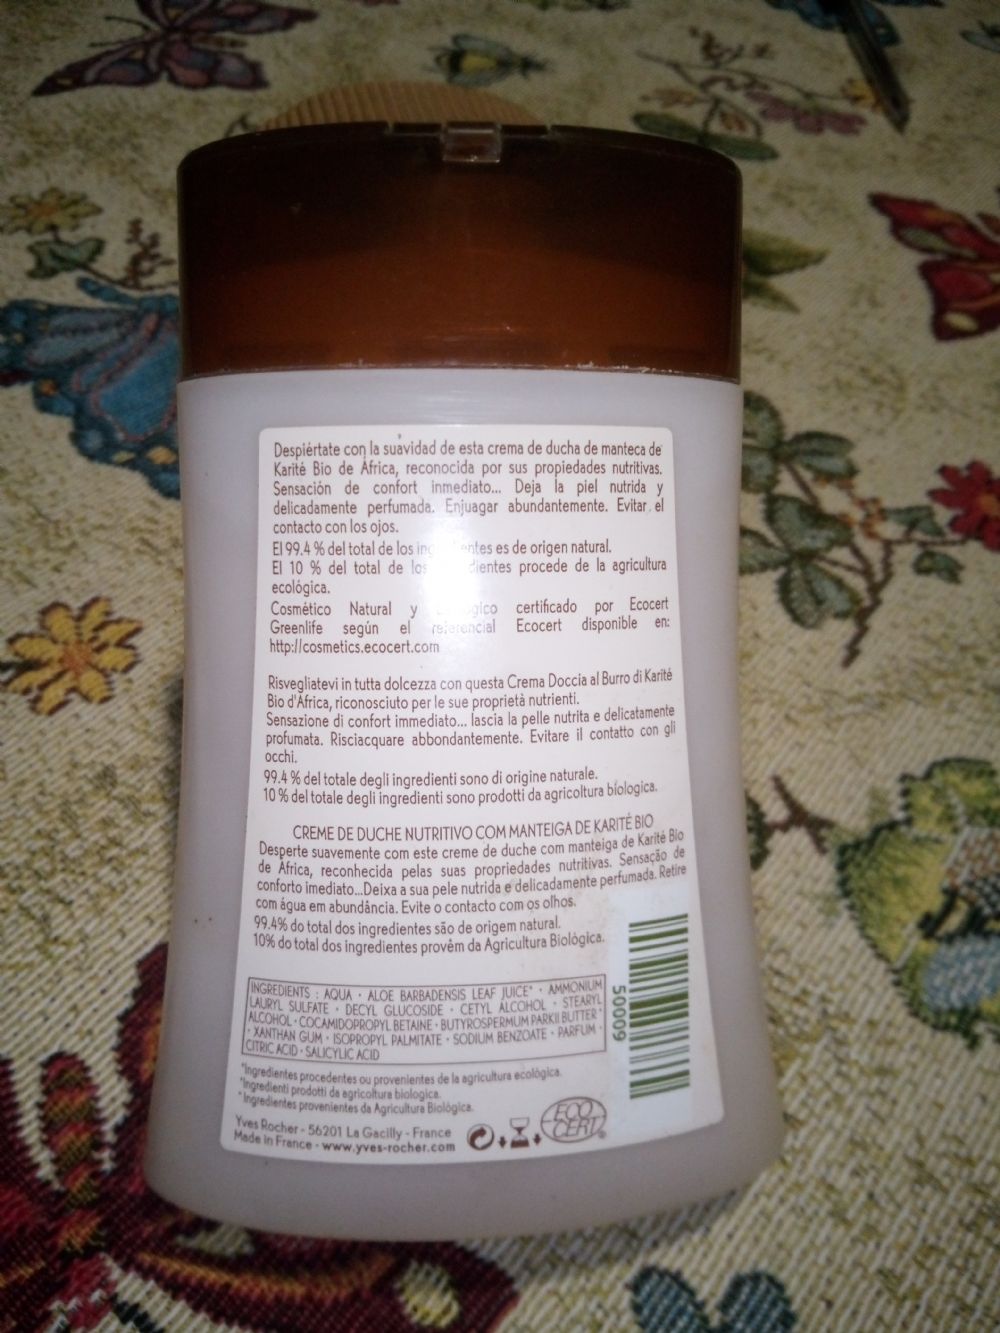 Despiértate con la suavidad de esta crema de ducha de manteca de
Karité Bio de África, reconocida por sus propiedades nutritivas.
Sensación de confort inmediato... Deja la piel nutrida y
delicadamente perfumada. Enjuagar abundantemente. Evitar el
contacto con los ojos.
El 99.4 % del total de los es de origen natural.
El 10 % del total de los procede de la agricultura
ecológica.
Cosmético Natural y certificado por Ecocert
Greenlife según el referencial Ecocert disponible en:
http://cosmetics.ecocert.com
Risvegliatevi in tutta dolcezza con questa Crema Doccia al Burro di Karité
Bio d'Africa, riconosciuto per le sue proprietà nutrienti.
Sensazione di confort immediato... lascia la pelle nutrita e delicatamente
profumata. Risciacquare abbondantemente. Evitare il contatto con gli
occhi.
99.4 % del totale degli ingredienti sono di origine naturale.
10 % del totale degli ingredienti sono prodotti da agricoltura biologica.
CREME DE DUCHE NUTRITIVO COM MANTEIGA DE KARITÉ BIO
Desperte suavemente com este creme de duche com manteiga de Karité Bio
de África, reconhecida pelas suas propriedades nutritivas. Sensação de
conforto imediato...Deixa a sua pele nutrida e delicadamente perfumada. Retire
com água em abundância. Evite o contacto com os olhos.
99.4% do total dos ingredientes são de origem natural.
10% do total dos ingredientes provêm da Agricultura Biológica.
INGREDIENTS : AQUA • ALOE BARBADENSIS LEAF JUICE* • AMMONIUM
LAURYL SULFATE • DECYL GLUCOSIDE • CETYL ALCOHOL • STEARYL
ALCOHOL • COCAMIDOPROPYL BETAINE • BUTYROSPERMUM PARKII BUTTER*
• XANTHAN GUM • ISOPROPYL PALMITATE • SODIUM BENZOATE • PARFUM •
CITRIC ACID • SALICYLIC ACID
50009
*Ingredientes procedentes ou provenientes de la agricultura ecológica.
*Ingredienti prodotti da agricoltura biologica.
*Ingredientes provenientes da Agricultura Biológica.
Yves Rocher - 56201 La Gacilly - France
Made in France - www.yves-rocher.com
ECO
CERT